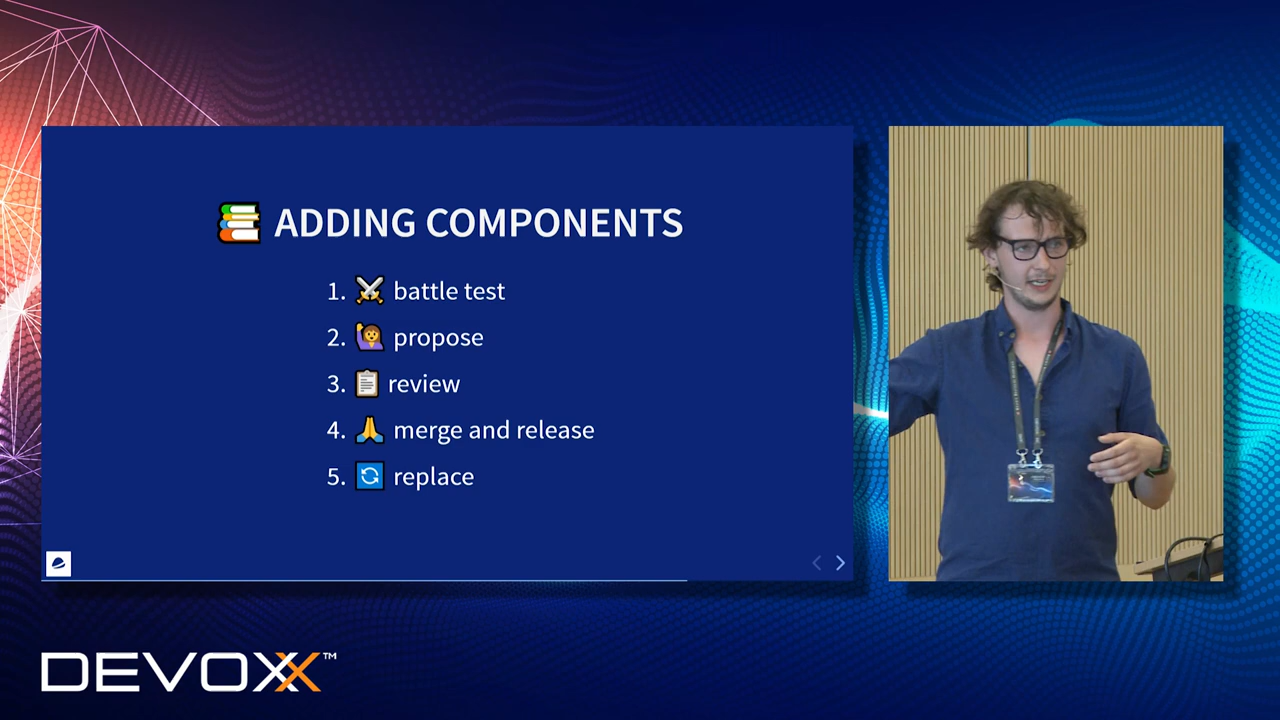 📚 ADDING COMPONENTS
1. ⚔️ battle test
2. 🙋 propose
3. 📋 review
4. 🙏 merge and release
5. 🔄 replace
DEVOXX™